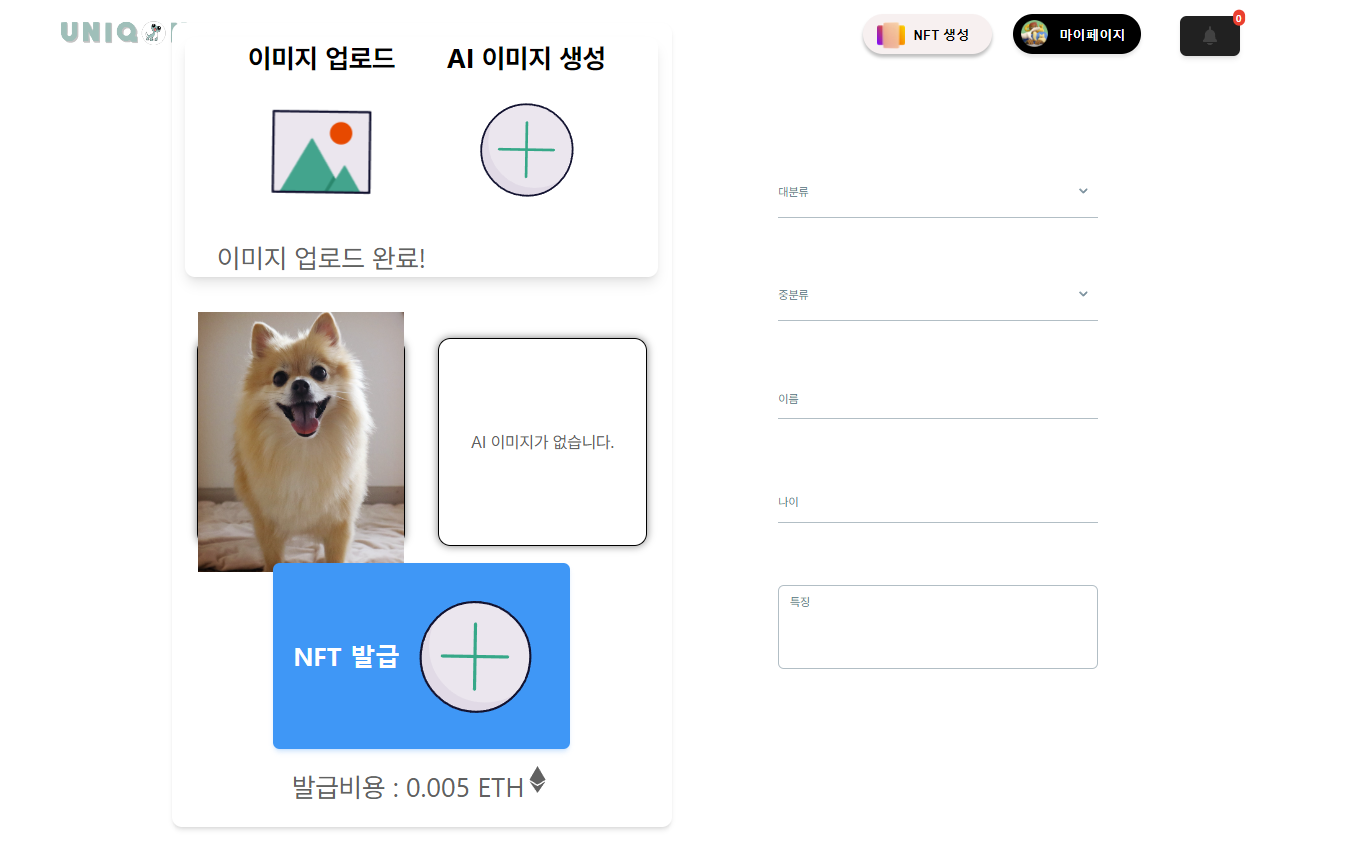 NFT 생성
마이페이지
0
이미지 업로드
AI 이미지 생성
이미지 업로드 완료!
AI 이미지가 없습니다.
NFT 발급
발급비용 : 0.005 ETH
대분류
중분류
이름
나이
특징